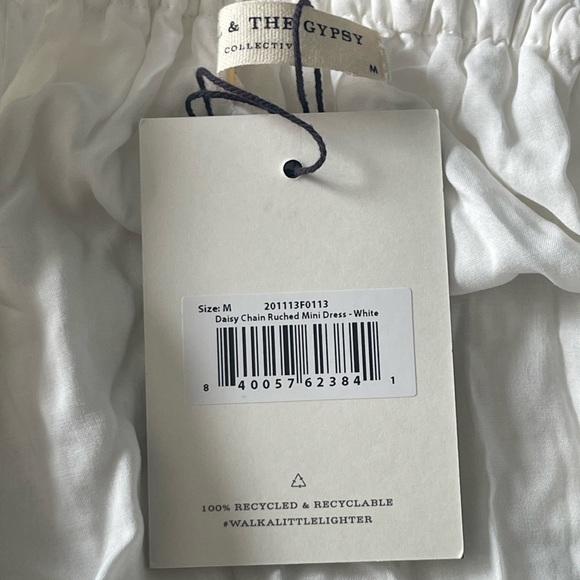 & THE GYPSY
COLLECTIVE
M
Size: M 201113F0113
Daisy Chain Ruched Mini Dress - White
8 40057 62384 1
100% RECYCLED & RECYCLABLE
#WALKALITTLELIGHTER